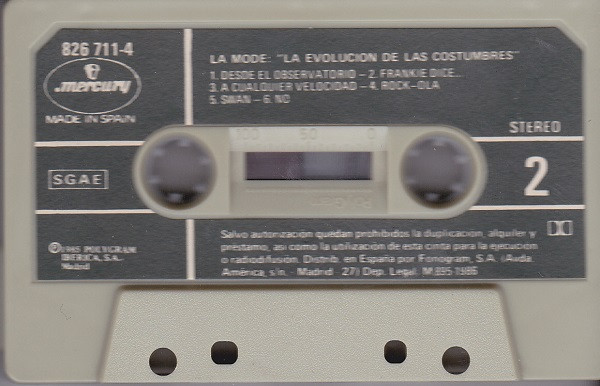 826 711-4
mercury
MADE IN SPAIN
SGAE
℗1985 POLYGRAM
IBERICA, S.A.-
Madrid
LA MODE: "LA EVOLUCION DE LAS COSTUMBRES"
1. DESDE EL OBSERVATORIO - 2. FRANKIE DICE...
3. A CUALQUIER VELOCIDAD - 4. ROCK-OLA
5. SWAN - 6. NO
STEREO
2
100 50 0
Salvo autorización quedan prohibidos la duplicación, alquiler y
préstamo, así como la utilización de esta cinta para la ejecución
o radiodifusión. Distrib. en España por Fonogram, S.A. (Avda.
América, s/n. - Madrid - 27) Dep. Legal. M.895-1986